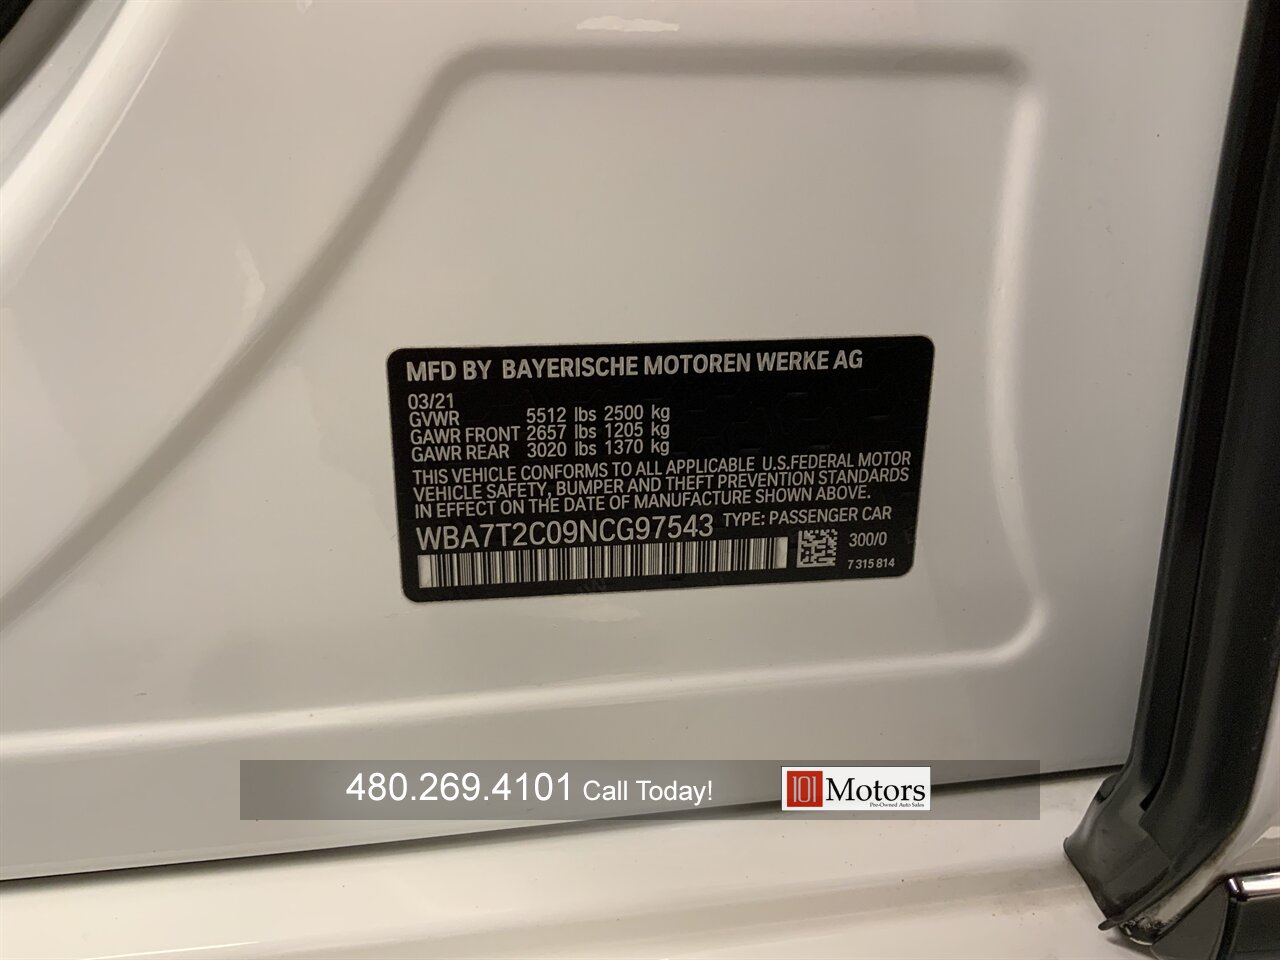 MFD BY BAYERISCHE MOTOREN WERKE AG
03/21
GVWR 5512 lbs 2500 kg
GAWR FRONT 2657 lbs 1205 kg
GAWR REAR 3020 lbs 1370 kg
THIS VEHICLE CONFORMS TO ALL APPLICABLE U.S.FEDERAL MOTOR
VEHICLE SAFETY, BUMPER AND THEFT PREVENTION STANDARDS
IN EFFECT ON THE DATE OF MANUFACTURE SHOWN ABOVE.
WBA7T2C09NCG97543 TYPE: PASSENGER CAR
300/0
7 315 814
480.269.4101 Call Today!
101 Motors
Pre-Owned Auto Sales